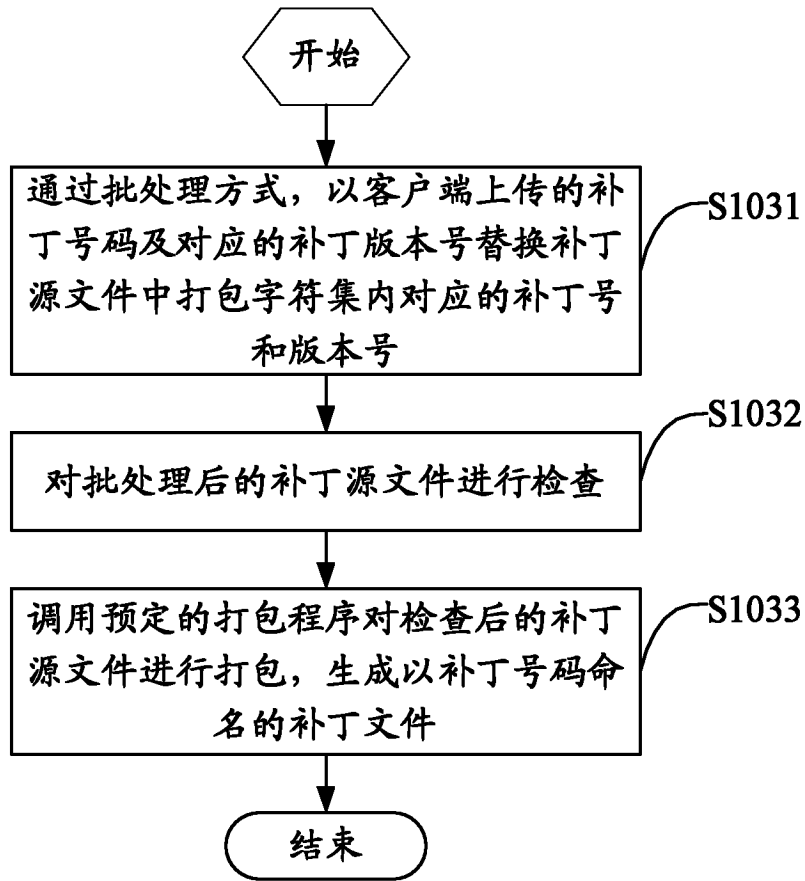 开始
通过批处理方式，以客户端上传的补
丁号码及对应的补丁版本号替换补丁
源文件中打包字符集内对应的补丁号
和版本号
S1031
对批处理后的补丁源文件进行检查
S1032
调用预定的打包程序对检查后的补丁
源文件进行打包，生成以补丁号码命
名的补丁文件
S1033
结束